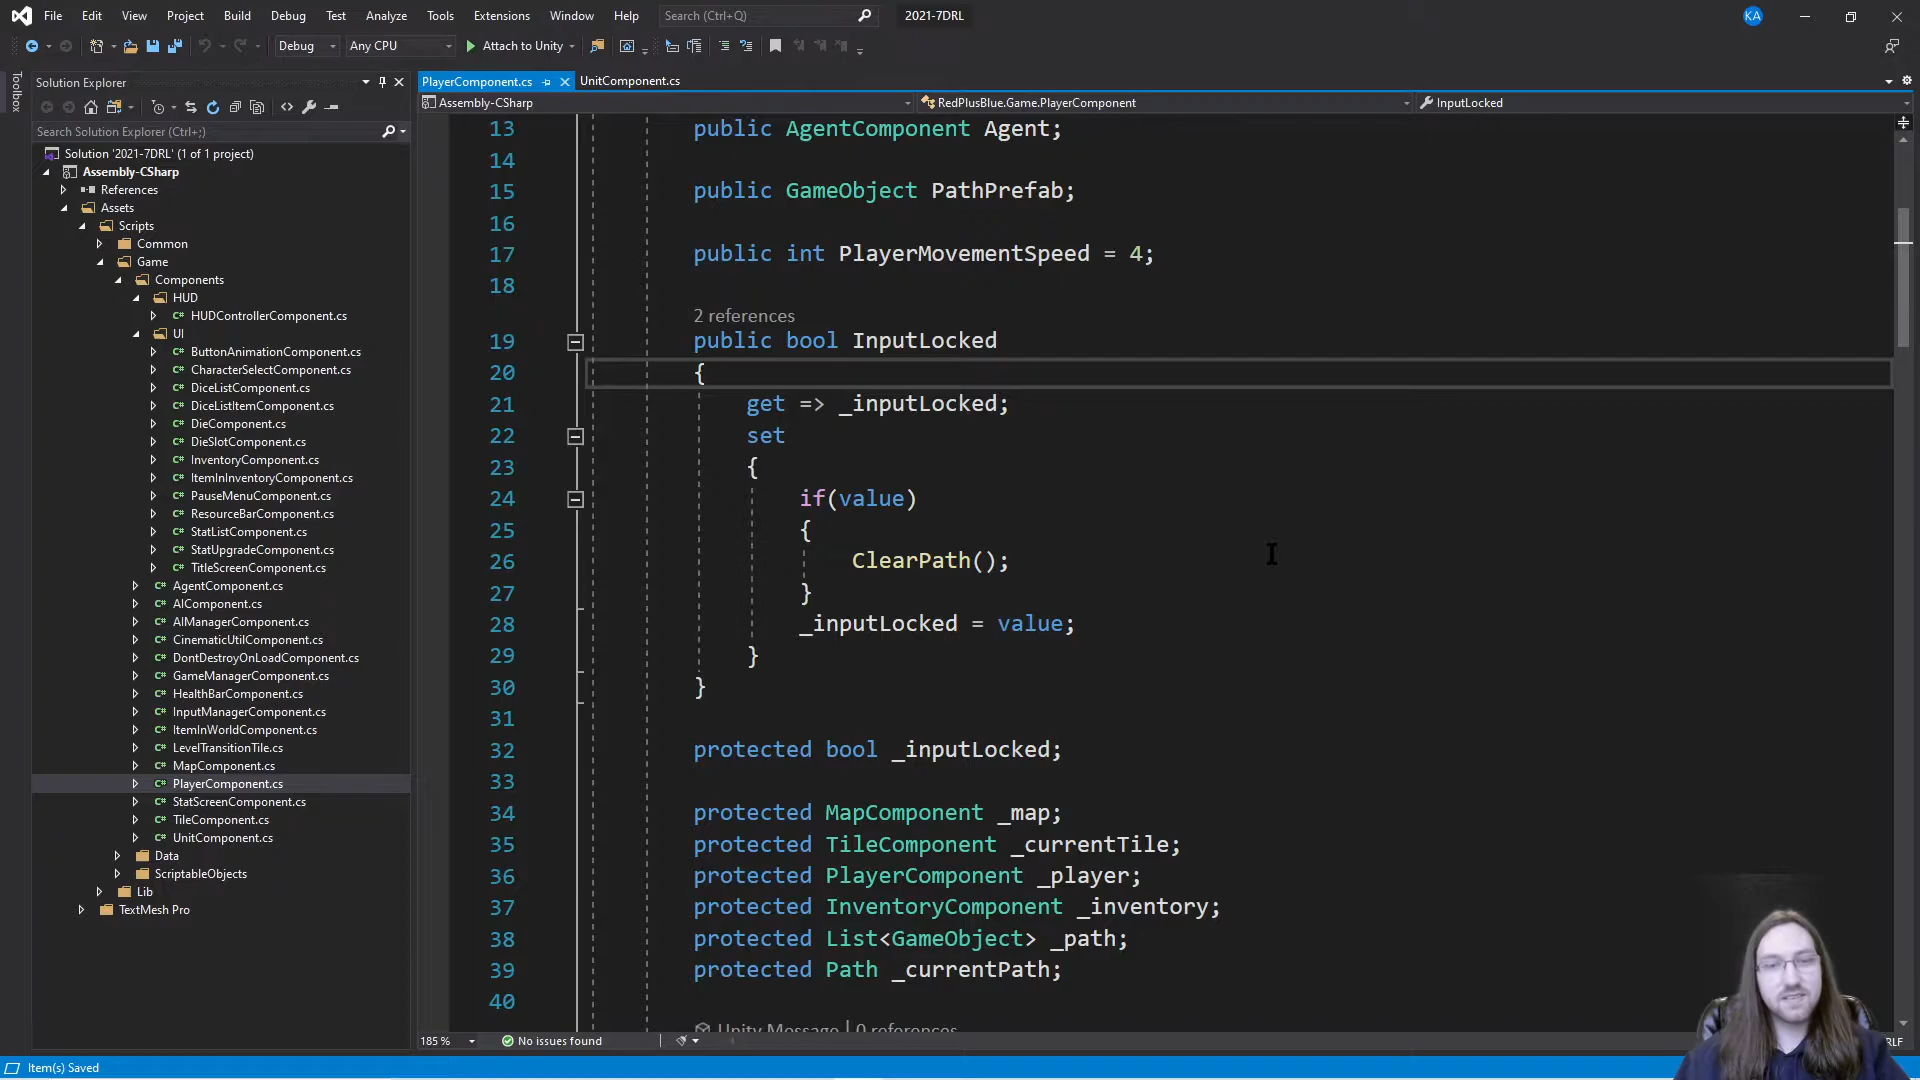 File Edit View Project Build Debug Test Analyze Tools Extensions Window Help Search (Ctrl+Q) 2021-7DRL KA
Debug Any CPU Attach to Unity
Toolbox
Solution Explorer
Search Solution Explorer (Ctrl+;)
Solution '2021-7DRL' (1 of 1 project)
Assembly-CSharp
References
Assets
Scripts
Common
Game
Components
HUD
C# HUDControllerComponent.cs
UI
C# ButtonAnimationComponent.cs
C# CharacterSelectComponent.cs
C# DiceListComponent.cs
C# DiceListItemComponent.cs
C# DieComponent.cs
C# DieSlotComponent.cs
C# InventoryComponent.cs
C# ItemInInventoryComponent.cs
C# PauseMenuComponent.cs
C# ResourceBarComponent.cs
C# StatListComponent.cs
C# StatUpgradeComponent.cs
C# TitleScreenComponent.cs
C# AgentComponent.cs
C# AIComponent.cs
C# AIManagerComponent.cs
C# CinematicUtilComponent.cs
C# DontDestroyOnLoadComponent.cs
C# GameManagerComponent.cs
C# HealthBarComponent.cs
C# InputManagerComponent.cs
C# ItemInWorldComponent.cs
C# LevelTransitionTile.cs
C# MapComponent.cs
C# PlayerComponent.cs
C# StatScreenComponent.cs
C# TileComponent.cs
C# UnitComponent.cs
Data
ScriptableObjects
Lib
TextMesh Pro
PlayerComponent.cs UnitComponent.cs
Assembly-CSharp RedPlusBlue.Game.PlayerComponent InputLocked
13 public AgentComponent Agent;
14
15 public GameObject PathPrefab;
16
17 public int PlayerMovementSpeed = 4;
18
2 references
19 public bool InputLocked
20 {
21 get => _inputLocked;
22 set
23 {
24 if(value)
25 {
26 ClearPath();
27 }
28 _inputLocked = value;
29 }
30 }
31
32 protected bool _inputLocked;
33
34 protected MapComponent _map;
35 protected TileComponent _currentTile;
36 protected PlayerComponent _player;
37 protected InventoryComponent _inventory;
38 protected List<GameObject> _path;
39 protected Path _currentPath;
40
Unity Message | 0 references
185 % No issues found RLF
Item(s) Saved